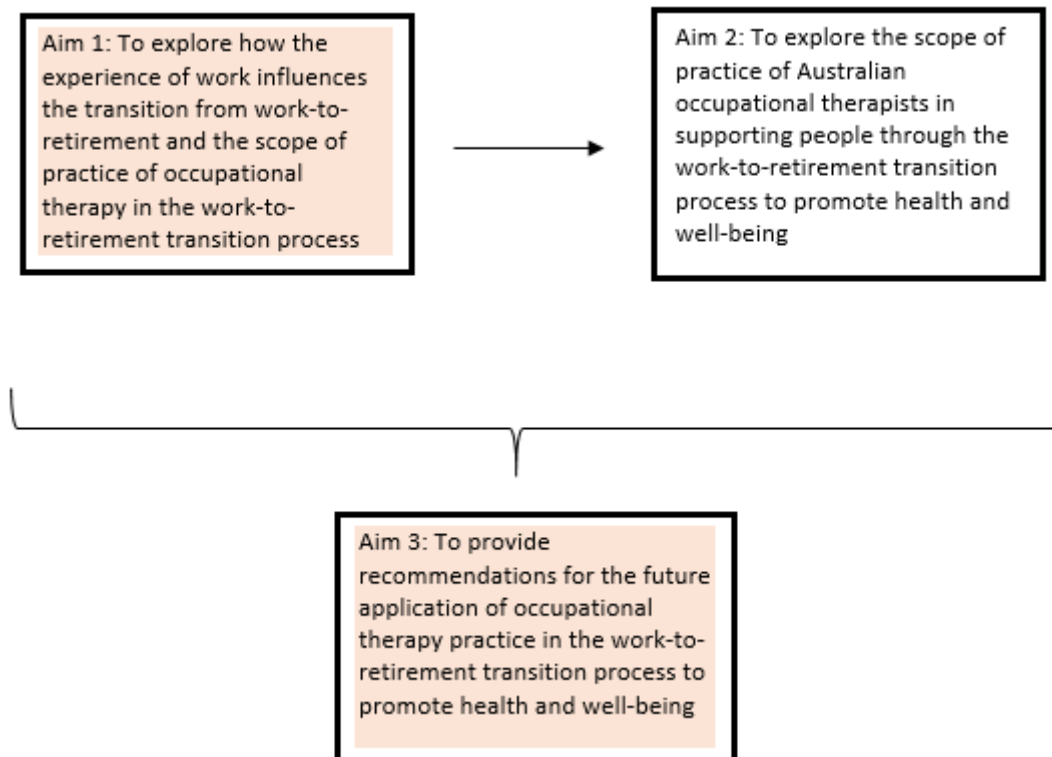 Aim 1: To explore how the
experience of work influences
the transition from work-to-
retirement and the scope of
practice of occupational
therapy in the work-to-
retirement transition process
Aim 2: To explore the scope of
practice of Australian
occupational therapists in
supporting people through the
work-to-retirement transition
process to promote health and
well-being
Aim 3: To provide
recommendations for the future
application of occupational
therapy practice in the work-to-
retirement transition process to
promote health and well-being